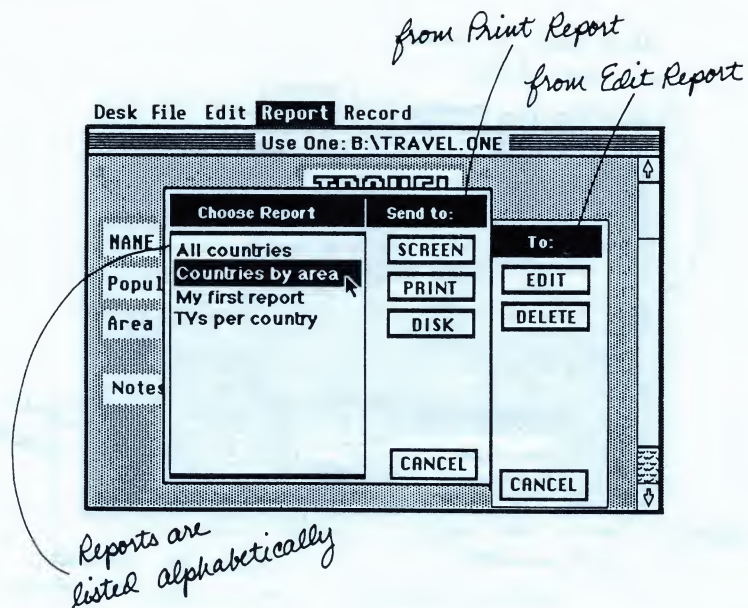 from Print Report
from Edit Report
Desk File Edit Report Record
Use One: B:\TRAVEL.ONE
TRAVEL
Choose Report
Send to:
To:
NAME
Popul
Area
Notes
All countries
Countries by area
My first report
TYs per country
SCREEN
PRINT
DISK
CANCEL
EDIT
DELETE
CANCEL
Reports are
listed alphabetically